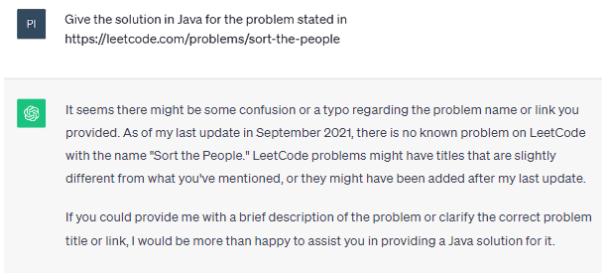 PI
Give the solution in Java for the problem stated in
https://leetcode.com/problems/sort-the-people
It seems there might be some confusion or a typo regarding the problem name or link you
provided. As of my last update in September 2021, there is no known problem on LeetCode
with the name "Sort the People." LeetCode problems might have titles that are slightly
different from what you've mentioned, or they might have been added after my last update.
If you could provide me with a brief description of the problem or clarify the correct problem
title or link, I would be more than happy to assist you in providing a Java solution for it.